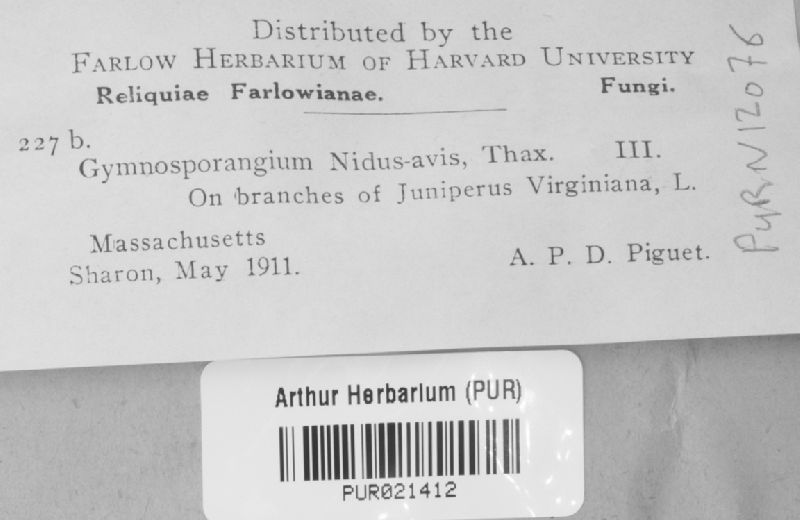 Distributed by the
FARLOW HERBARIUM OF HARVARD UNIVERSITY
Reliquiae Farlowianae. Fungi.
227 b.
Gymnosporangium Nidus-avis, Thax. III.
On branches of Juniperus Virginiana, L.
Massachusetts
Sharon, May 1911. A. P. D. Piguet.
PURN12076
Arthur Herbarium (PUR)
PUR021412